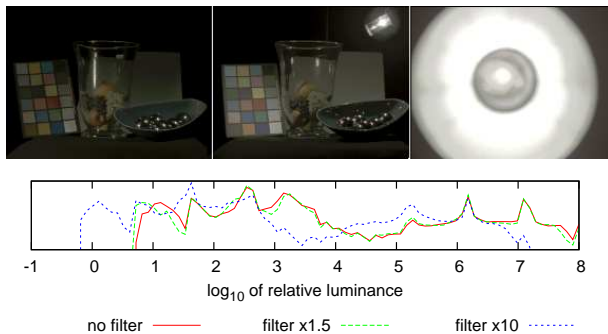 -1 0 1 2 3 4 5 6 7 8
log10 of relative luminance
no filter filter x1.5 filter x10